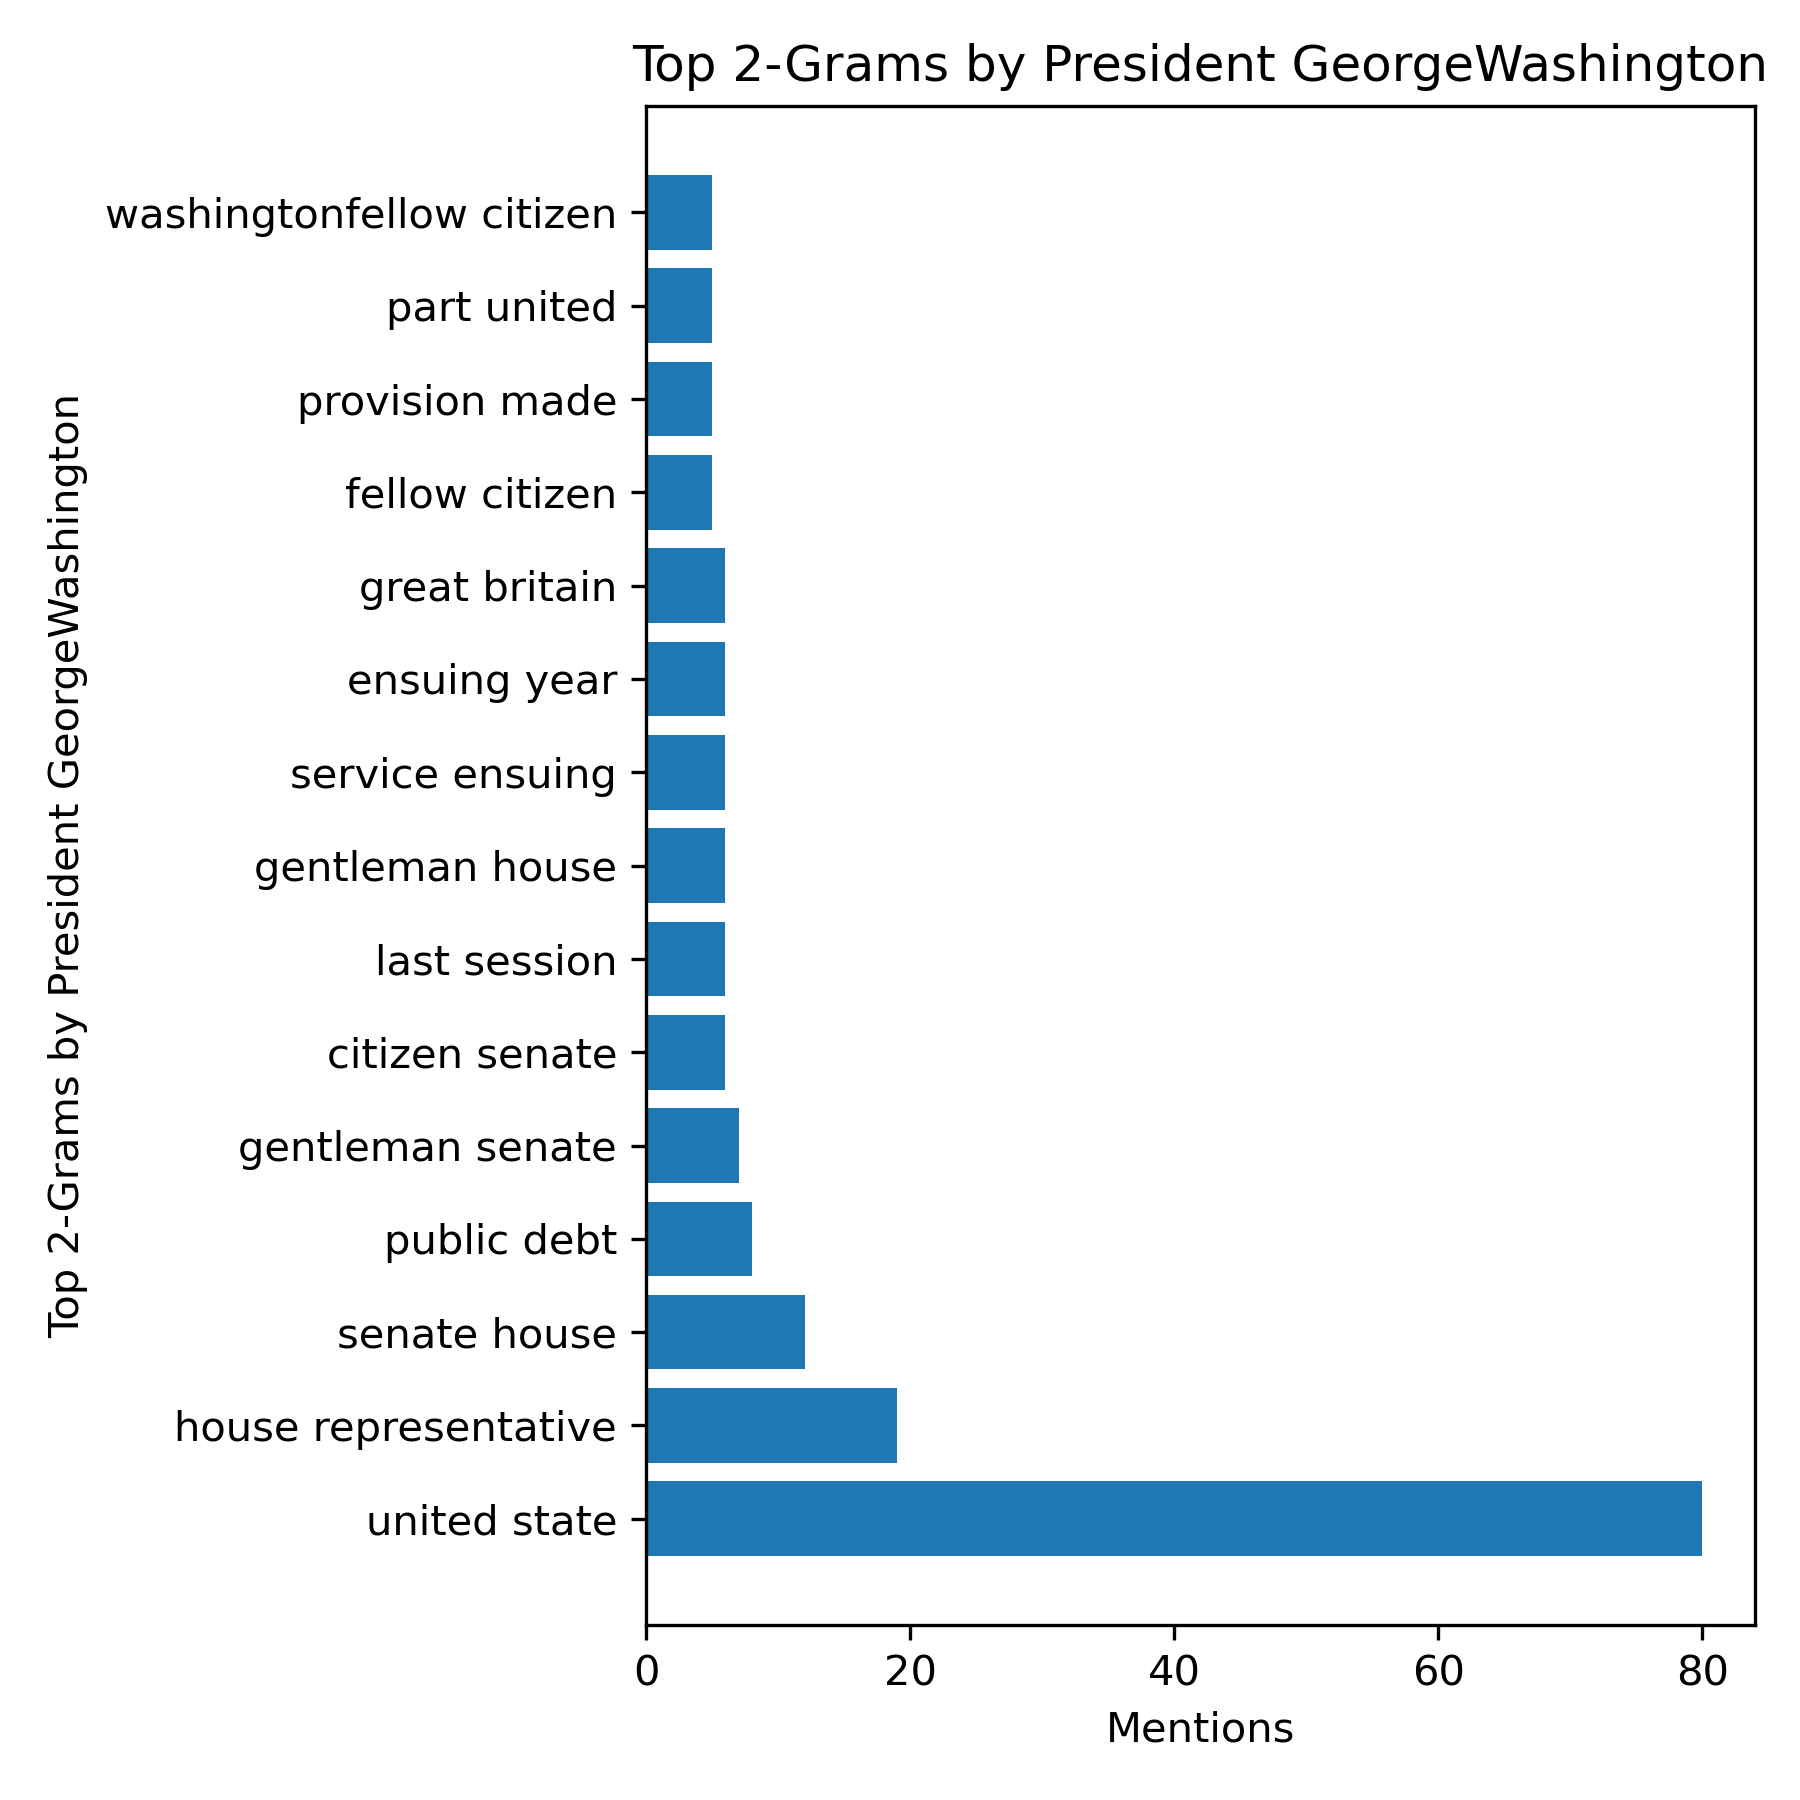 Top 2-Grams by President GeorgeWashington
Top 2-Grams by President GeorgeWashington
washingtonfellow citizen
part united
provision made
fellow citizen
great britain
ensuing year
service ensuing
gentleman house
last session
citizen senate
gentleman senate
public debt
senate house
house representative
united state
0 20 40 60 80
Mentions